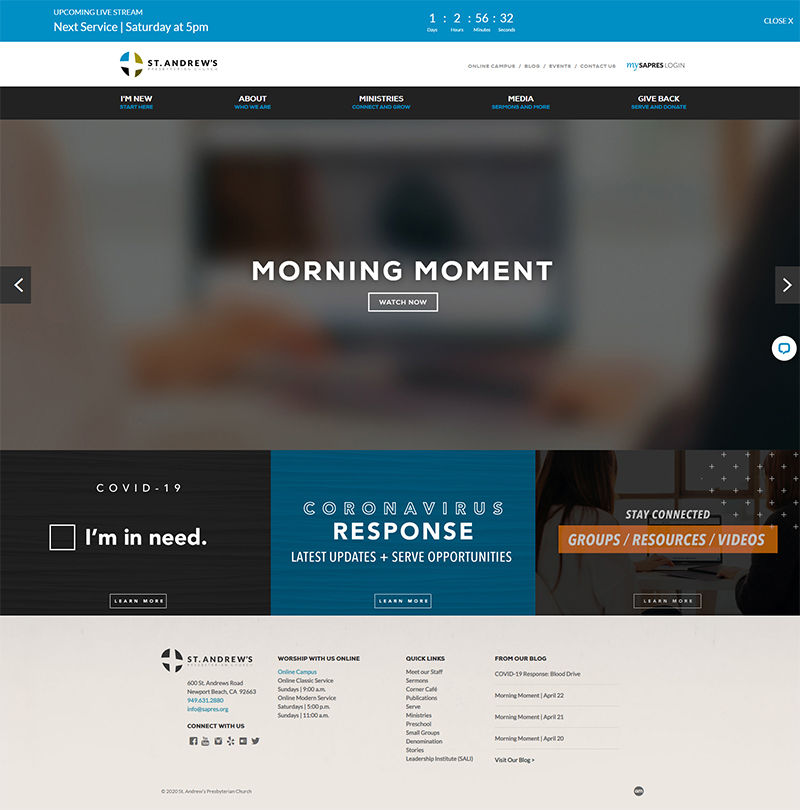 UPCOMING LIVE STREAM
Next Service | Saturday at 5pm
1 : 2 : 56 : 32
Days Hours Minutes Seconds
CLOSE X
ST. ANDREW'S
PRESBYTERIAN CHURCH
ONLINE CAMPUS / BLOG / EVENTS / CONTACT US
mySAPRES LOGIN
I'M NEW
START HERE
ABOUT
WHO WE ARE
MINISTRIES
CONNECT AND GROW
MEDIA
SERMONS AND MORE
GIVE BACK
SERVE AND DONATE
MORNING MOMENT
WATCH NOW
COVID-19
I'm in need.
LEARN MORE
CORONAVIRUS
RESPONSE
LATEST UPDATES + SERVE OPPORTUNITIES
LEARN MORE
STAY CONNECTED
GROUPS / RESOURCES / VIDEOS
LEARN MORE
ST. ANDREW'S
PRESBYTERIAN CHURCH
600 St. Andrews Road
Newport Beach, CA 92663
949.631.2880
info@sapres.org
CONNECT WITH US
WORSHIP WITH US ONLINE
Online Campus
Online Classic Service
Sundays | 9:00 a.m.
Online Modern Service
Saturdays | 5:00 p.m.
Sundays | 11:00 a.m.
QUICK LINKS
Meet our Staff
Sermons
Corner Café
Publications
Serve
Ministries
Preschool
Small Groups
Denomination
Stories
Leadership Institute (SALI)
FROM OUR BLOG
COVID-19 Response: Blood Drive
Morning Moment | April 22
Morning Moment | April 21
Morning Moment | April 20
Visit Our Blog >
© 2020 St. Andrew's Presbyterian Church